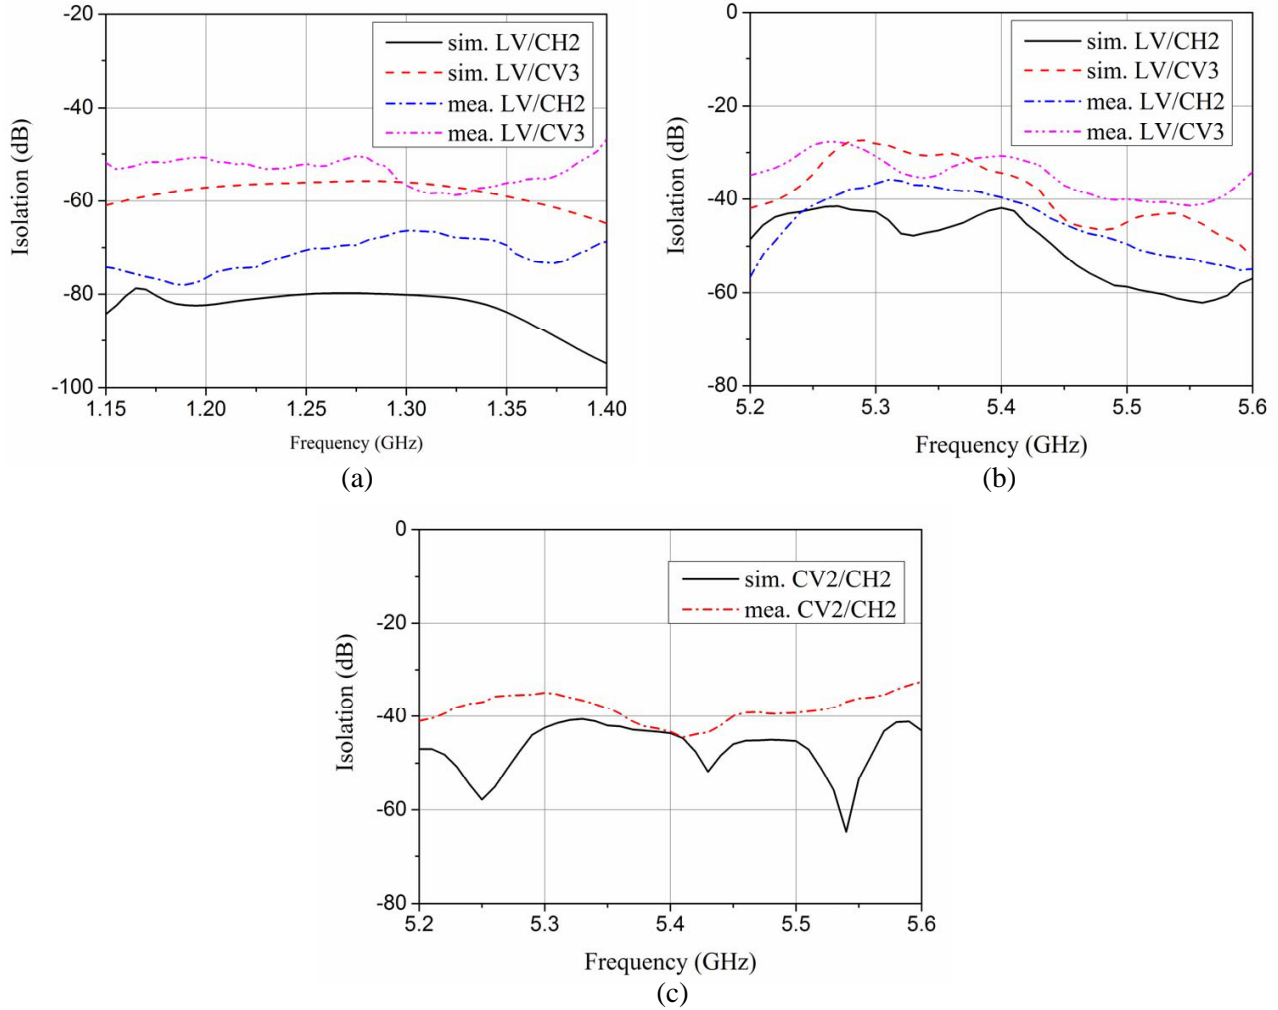 -20
-40
-60
-80
-100
Isolation (dB)
sim. LV/CH2
sim. LV/CV3
mea. LV/CH2
mea. LV/CV3
1.15 1.20 1.25 1.30 1.35 1.40
Frequency (GHz)
(a)
0
-20
-40
-60
-80
Isolation (dB)
sim. LV/CH2
sim. LV/CV3
mea. LV/CH2
mea. LV/CV3
5.2 5.3 5.4 5.5 5.6
Frequency (GHz)
(b)
0
-20
-40
-60
-80
Isolation (dB)
sim. CV2/CH2
mea. CV2/CH2
5.2 5.3 5.4 5.5 5.6
Frequency (GHz)
(c)